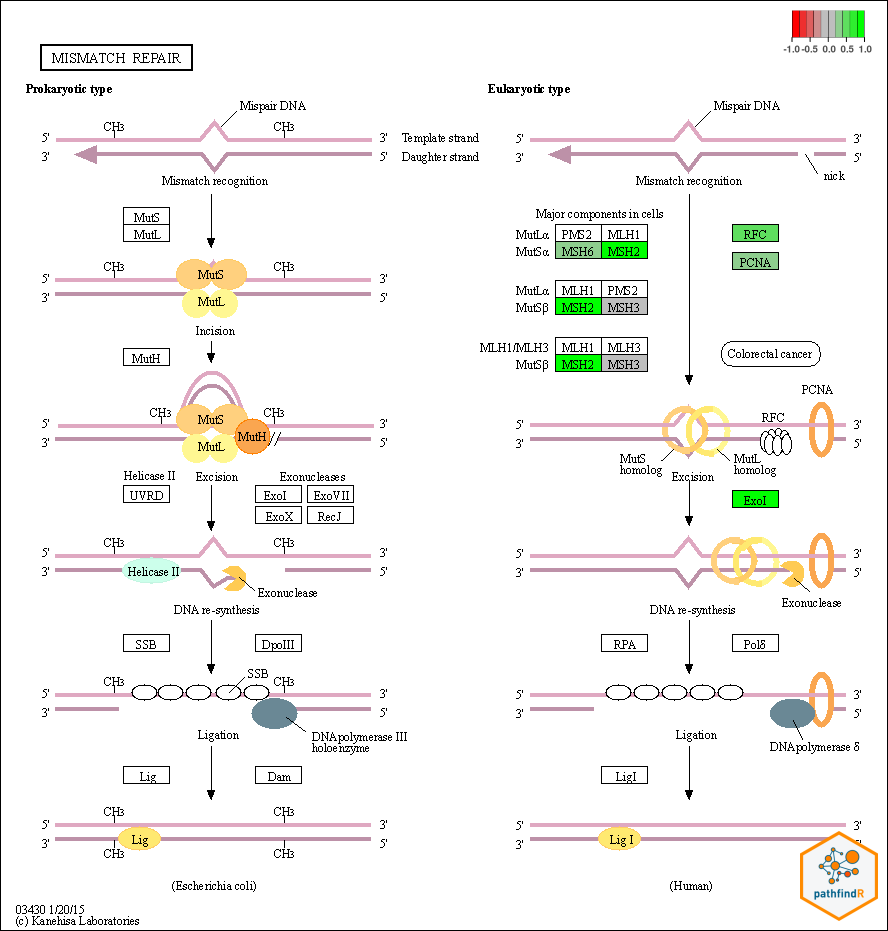 -1.0 -0.5 0.0 0.5 1.0
MISMATCH REPAIR
Prokaryotic type
Mispair DNA
CH3 CH3
5' 3'
3' 5'
Template strand
Daughter strand
Mismatch recognition
MutS
MutL
CH3 CH3
5' 3'
3' 5'
MutS
MutL
Incision
MutH
CH3 CH3
5' 3'
3' 5'
MutS
MutL
MutH
Helicase II
UVRD
Excision
Exonucleases
ExoI ExoVII
ExoX RecJ
CH3 CH3
5' 3'
3' 5'
Helicase II
Exonuclease
DNA re-synthesis
SSB DpoIII
SSB
CH3 CH3
5' 3'
3' 5'
DNA polymerase III
holoenzyme
Ligation
Lig Dam
CH3 CH3
5' 3'
3' 5'
Lig
CH3 CH3
(Escherichia coli)
Eukaryotic type
Mispair DNA
5' 3'
3' 5'
nick
Mismatch recognition
Major components in cells
MutLα PMS2 MLH1
MutSα MSH6 MSH2
MutLα MLH1 PMS2
MutSβ MSH2 MSH3
MLH1/MLH3 MLH1 MLH3
MutSβ MSH2 MSH3
RFC
PCNA
Colorectal cancer
PCNA
RFC
5' 3'
3' 5'
MutS
homolog
MutL
homolog
Excision
ExoI
5' 3'
3' 5'
Exonuclease
DNA re-synthesis
RPA Polδ
5' 3'
3' 5'
DNA polymerase δ
Ligation
LigI
5' 3'
3'
Lig I
(Human)
pathfindR
03430 1/20/15
(c) Kanehisa Laboratories